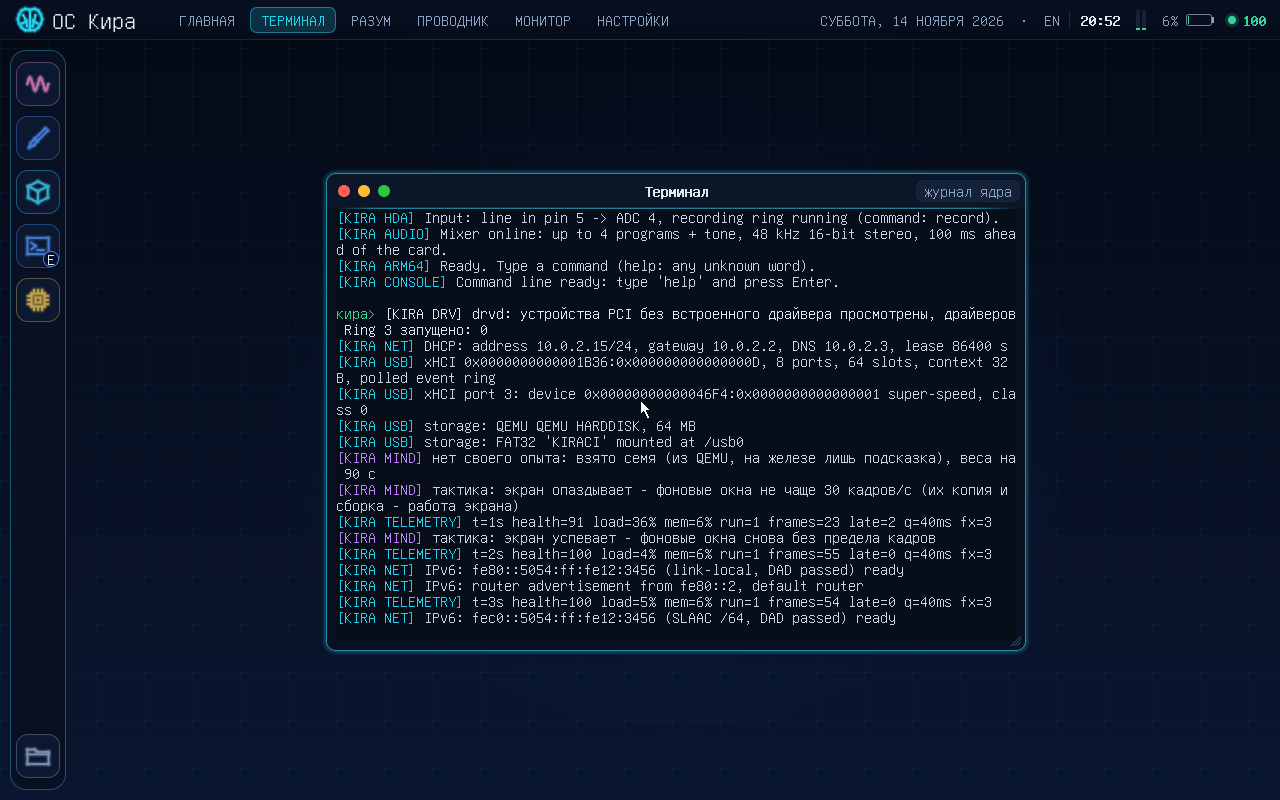 ОС Кира
ГЛАВНАЯ ТЕРМИНАЛ РАЗУМ ПРОВОДНИК МОНИТОР НАСТРОЙКИ СУББОТА, 14 НОЯБРЯ 2026 · EN 20:52 6% 100
Терминал
журнал ядра
[KIRA HDA] Input: line in pin 5 -> ADC 4, recording ring running (command: record).
[KIRA AUDIO] Mixer online: up to 4 programs + tone, 48 kHz 16-bit stereo, 100 ms ahea
d of the card.
[KIRA ARM64] Ready. Type a command (help: any unknown word).
[KIRA CONSOLE] Command line ready: type 'help' and press Enter.
кира> [KIRA DRV] drvd: устройства PCI без встроенного драйвера просмотрены, драйверов
Ring 3 запущено: 0
[KIRA NET] DHCP: address 10.0.2.15/24, gateway 10.0.2.2, DNS 10.0.2.3, lease 86400 s
[KIRA USB] xHCI 0x0000000000001B36:0x000000000000000D, 8 ports, 64 slots, context 32
B, polled event ring
[KIRA USB] xHCI port 3: device 0x00000000000046F4:0x0000000000000001 super-speed, cla
ss 0
[KIRA USB] storage: QEMU QEMU HARDDISK, 64 MB
[KIRA USB] storage: FAT32 'KIRACI' mounted at /usb0
[KIRA MIND] нет своего опыта: взято семя (из QEMU, на железе лишь подсказка), веса на
90 с
[KIRA MIND] тактика: экран опаздывает - фоновые окна не чаще 30 кадров/с (их копия и
сборка - работа экрана)
[KIRA TELEMETRY] t=1s health=91 load=36% mem=6% run=1 frames=23 late=2 q=40ms fx=3
[KIRA MIND] тактика: экран успевает - фоновые окна снова без предела кадров
[KIRA TELEMETRY] t=2s health=100 load=4% mem=6% run=1 frames=55 late=0 q=40ms fx=3
[KIRA NET] IPv6: fe80::5054:ff:fe12:3456 (link-local, DAD passed) ready
[KIRA NET] IPv6: router advertisement from fe80::2, default router
[KIRA TELEMETRY] t=3s health=100 load=5% mem=6% run=1 frames=54 late=0 q=40ms fx=3
[KIRA NET] IPv6: fec0::5054:ff:fe12:3456 (SLAAC /64, DAD passed) ready
E